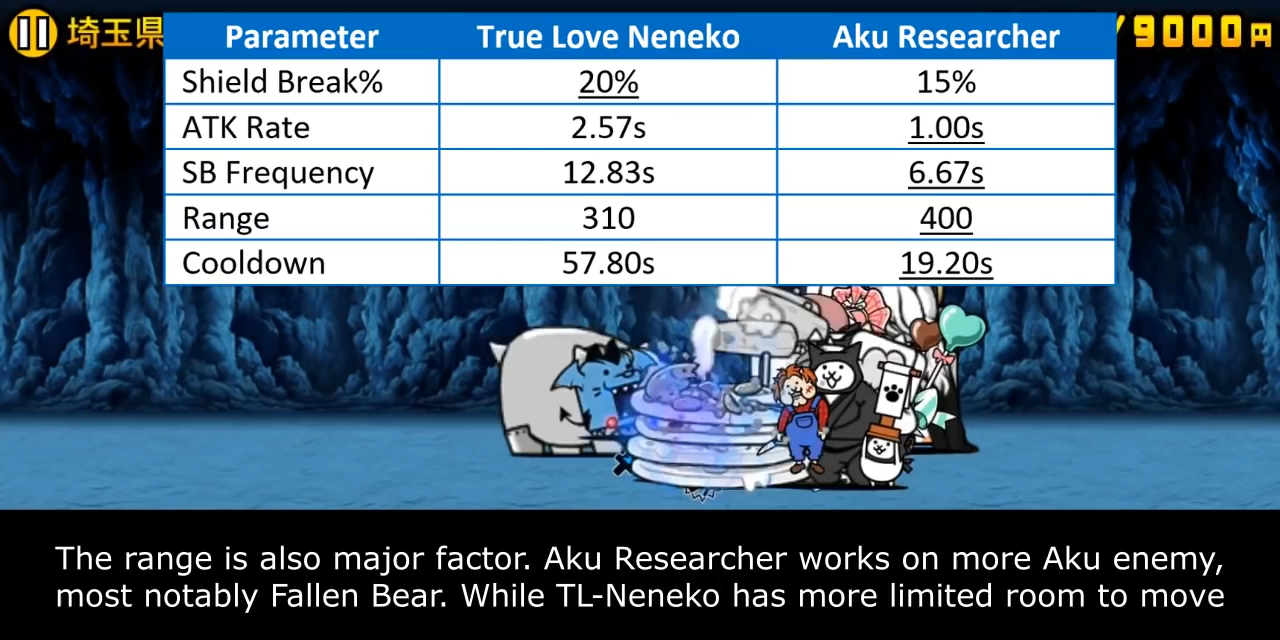 埼玉県
/9000円
Parameter True Love Neneko Aku Researcher
Shield Break% 20% 15%
ATK Rate 2.57s 1.00s
SB Frequency 12.83s 6.67s
Range 310 400
Cooldown 57.80s 19.20s
The range is also major factor. Aku Researcher works on more Aku enemy,
most notably Fallen Bear. While TL-Neneko has more limited room to move